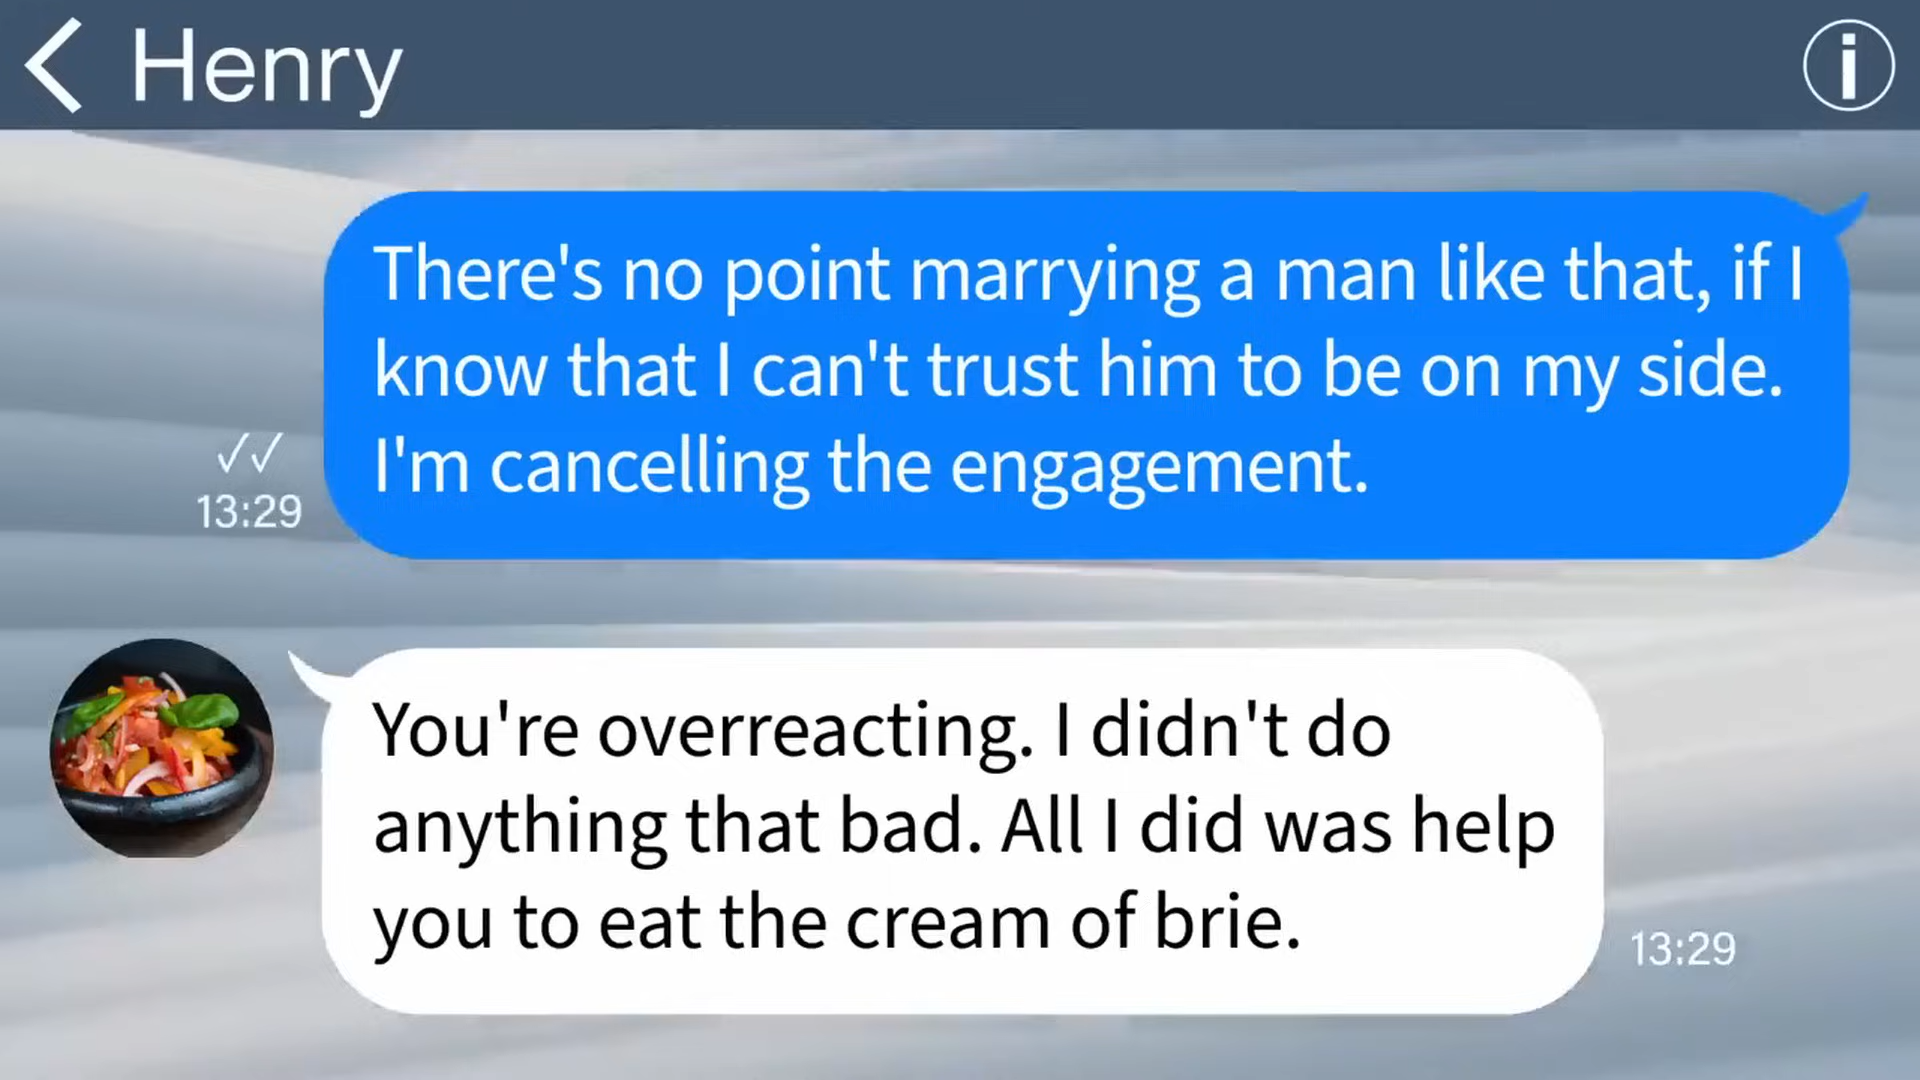 Henry
There's no point marrying a man like that, if I
know that I can't trust him to be on my side.
I'm cancelling the engagement.
✓✓
13:29
You're overreacting. I didn't do
anything that bad. All I did was help
you to eat the cream of brie.
13:29